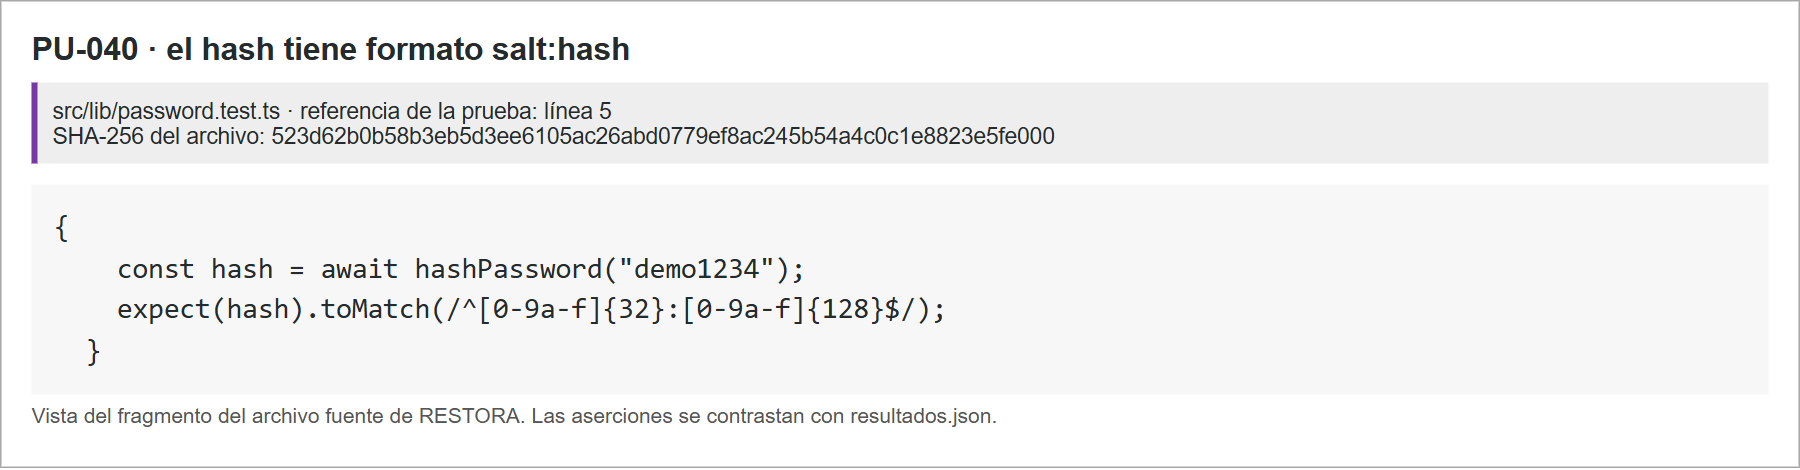 PU-040 · el hash tiene formato salt:hash
src/lib/password.test.ts · referencia de la prueba: línea 5
SHA-256 del archivo: 523d62b0b58b3eb5d3ee6105ac26abd0779ef8ac245b54a4c0c1e8823e5fe000
{
    const hash = await hashPassword("demo1234");
    expect(hash).toMatch(/^[0-9a-f]{32}:[0-9a-f]{128}$/);
  }
Vista del fragmento del archivo fuente de RESTORA. Las aserciones se contrastan con resultados.json.